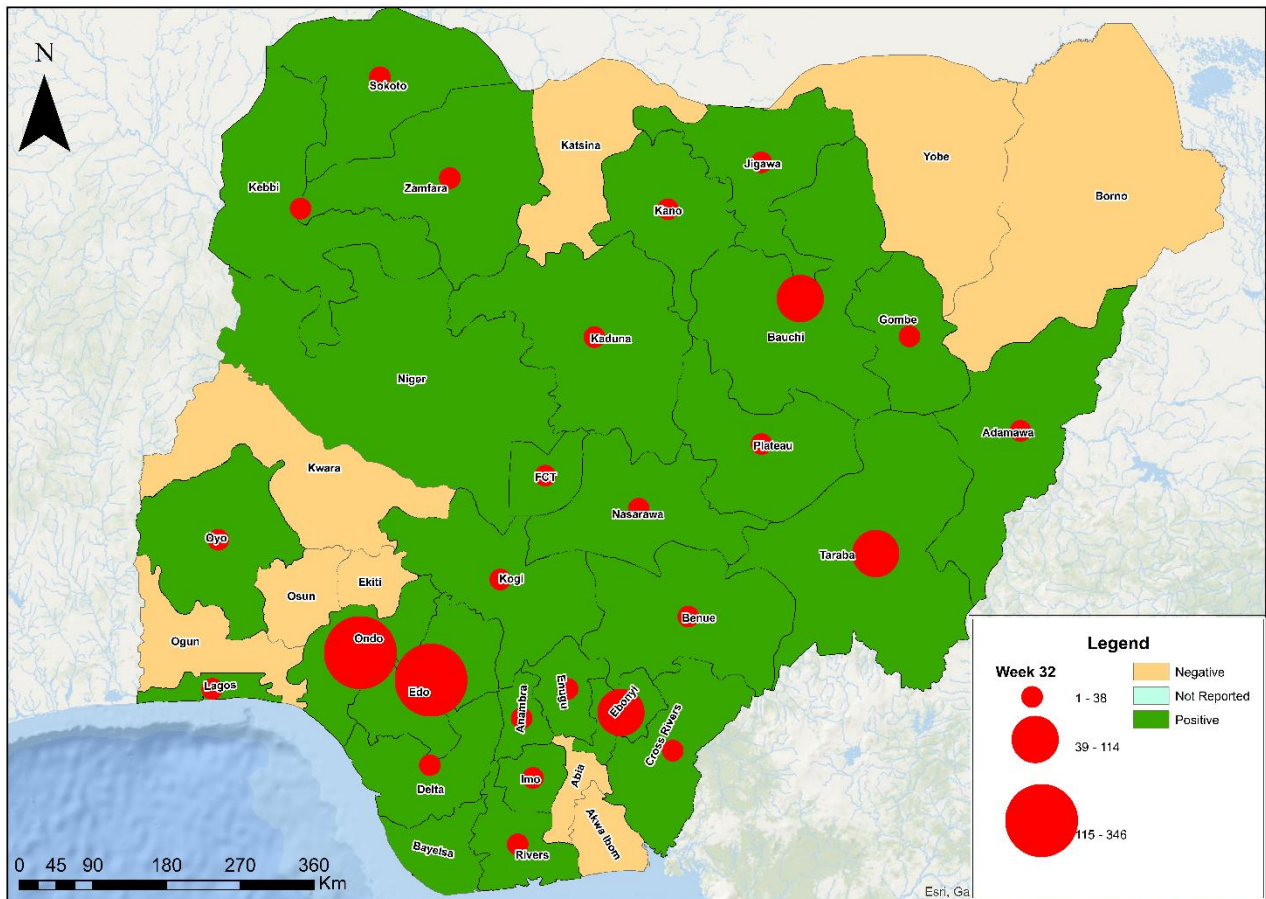 N
Sokoto
Katsina
Yobe
Jigawa
Kebbi
Zamfara
Borno
Kano
Gombe
Kaduna
Bauchi
Niger
Adamawa
Plateau
Kwara
FCT
Nasarawa
Oyo
Taraba
Kogi
Ekiti
Osun
Benue
Ogun
Ondo
Lagos
Edo
Anambra
Enugu
Ebonyi
Cross Rivers
Imo
Abia
Delta
Akwa Ibom
Bayelsa
Rivers
0 45 90 180 270 360
Km
Esri, Ga
Legend
Week 32
1 - 38
39 - 114
115 - 346
Negative
Not Reported
Positive